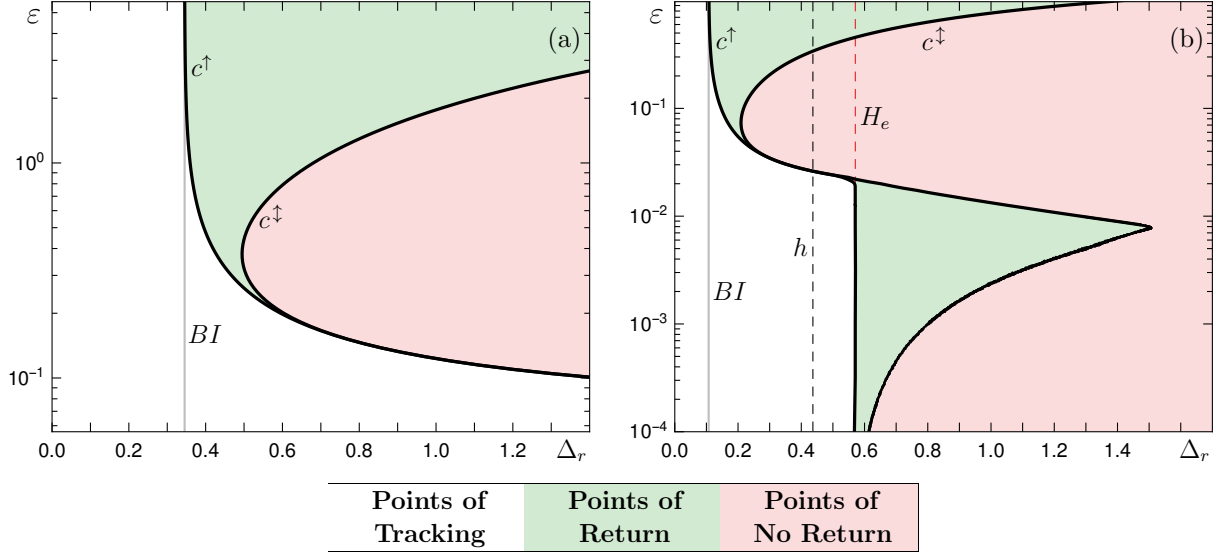 ε
(a)
c↑
10⁰
c↕
BI
10⁻¹
0.0 0.2 0.4 0.6 0.8 1.0 1.2 Δr
ε
(b)
c↑
c↕
10⁻¹
He
10⁻²
h
BI
10⁻³
10⁻⁴
0.0 0.2 0.4 0.6 0.8 1.0 1.2 1.4 Δr
Points of Points of Points of
Tracking Return No Return